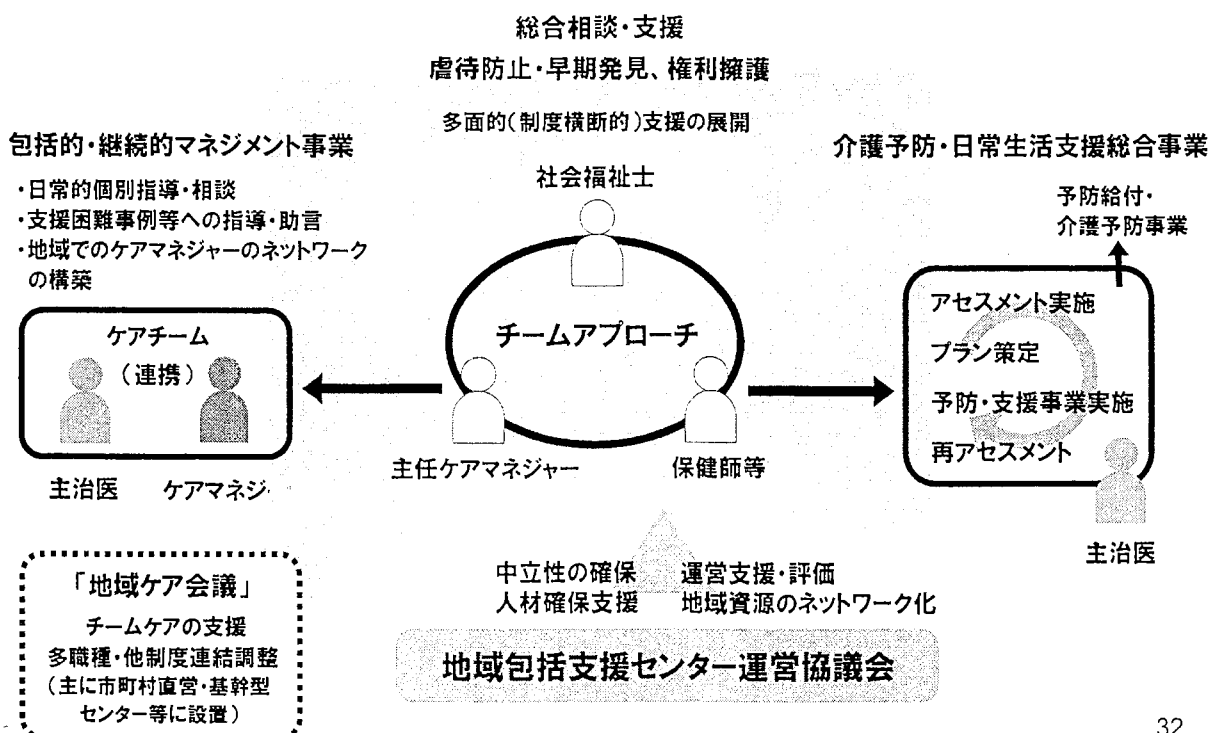 総合相談・支援
虐待防止・早期発見、権利擁護
多面的(制度横断的)支援の展開
社会福祉士
包括的・継続的マネジメント事業
・日常的個別指導・相談
・支援困難事例等への指導・助言
・地域でのケアマネジャーのネットワーク
の構築
ケアチーム
(連携)
主治医
ケアマネジ
チームアプローチ
主任ケアマネジャー
保健師等
介護予防・日常生活支援総合事業
予防給付・
介護予防事業
アセスメント実施
プラン策定
予防・支援事業実施
再アセスメント
主治医
「地域ケア会議」
チームケアの支援
多職種・他制度連結調整
(主に市町村直営・基幹型
センター等に設置)
中立性の確保 運営支援・評価
人材確保支援 地域資源のネットワーク化
地域包括支援センター運営協議会
32